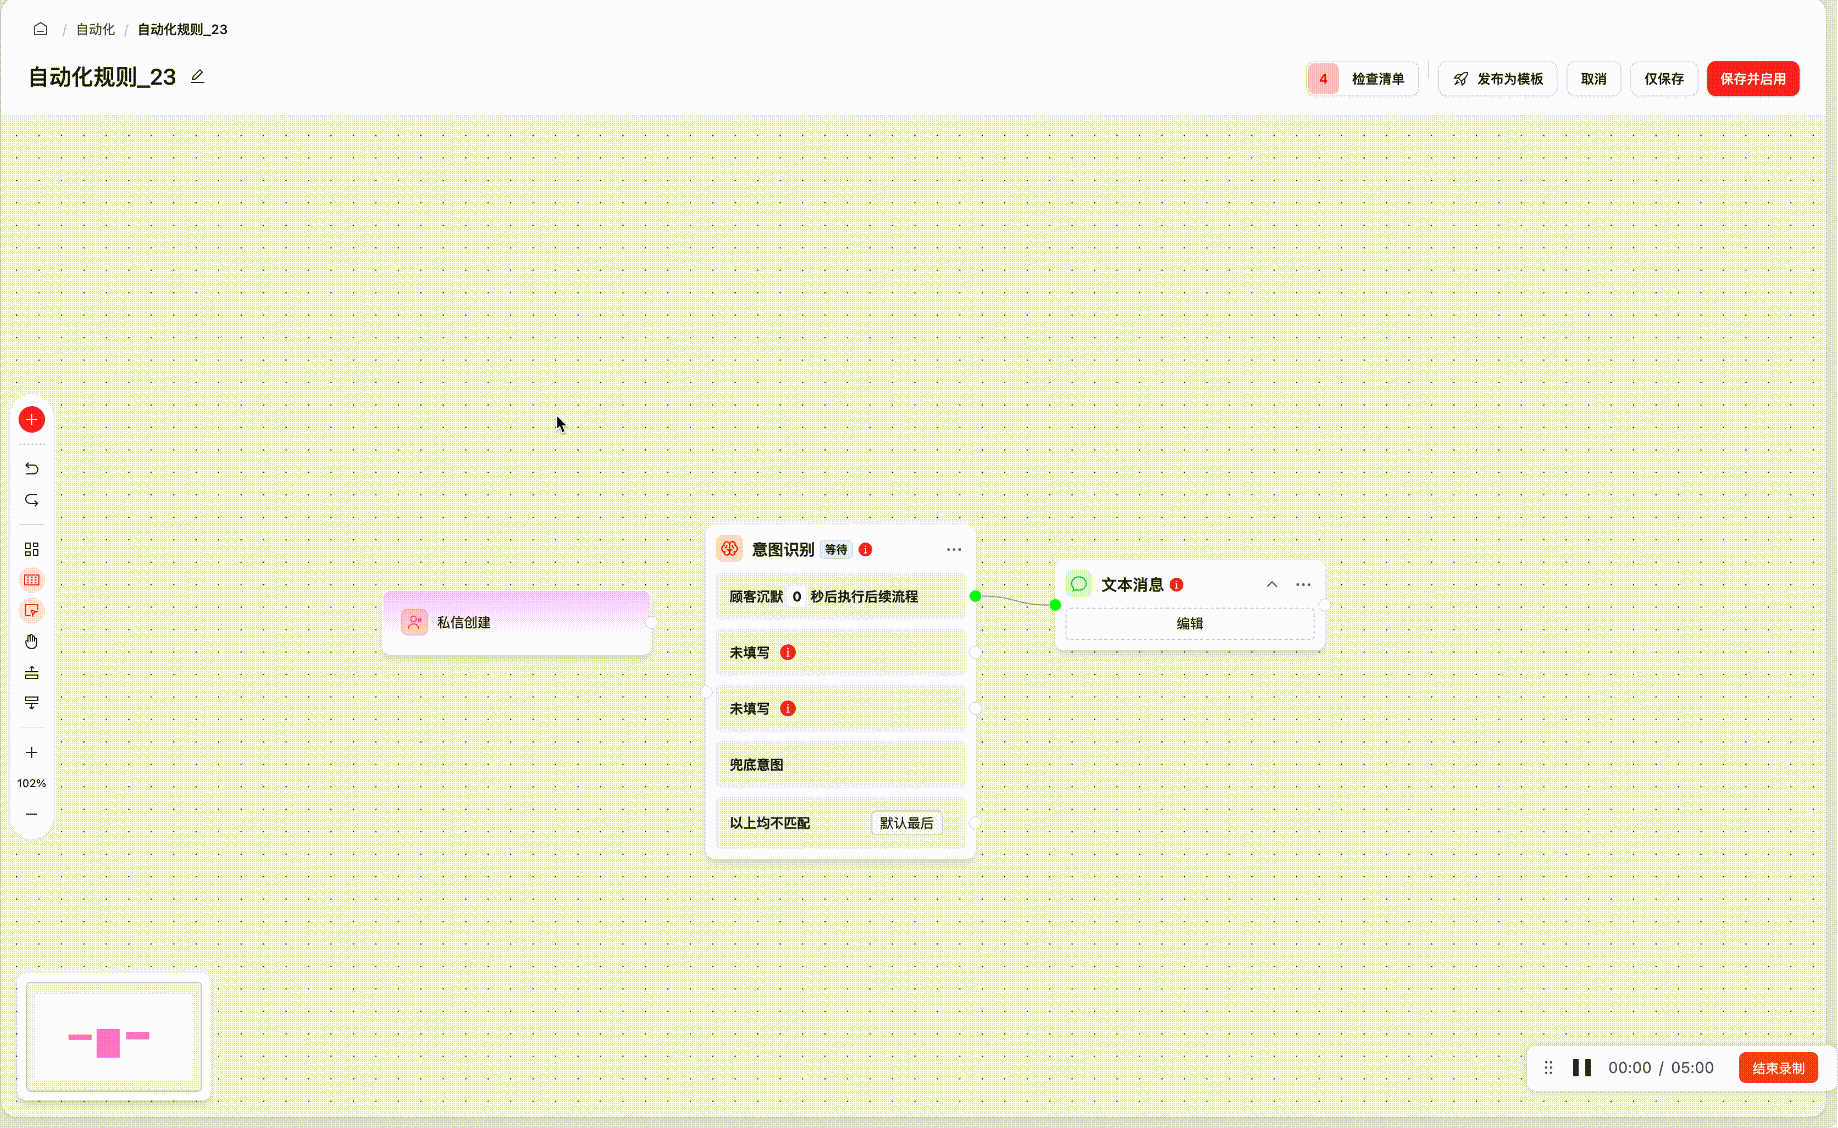 / 自动化 / 自动化规则_23
自动化规则_23
4 检查清单
发布为模板
取消
仅保存
保存并启用
意图识别 等待
顾客沉默 0 秒后执行后续流程
未填写
未填写
兜底意图
以上均不匹配 默认最后
私信创建
文本消息
编辑
102%
00:00 / 05:00 结束录制